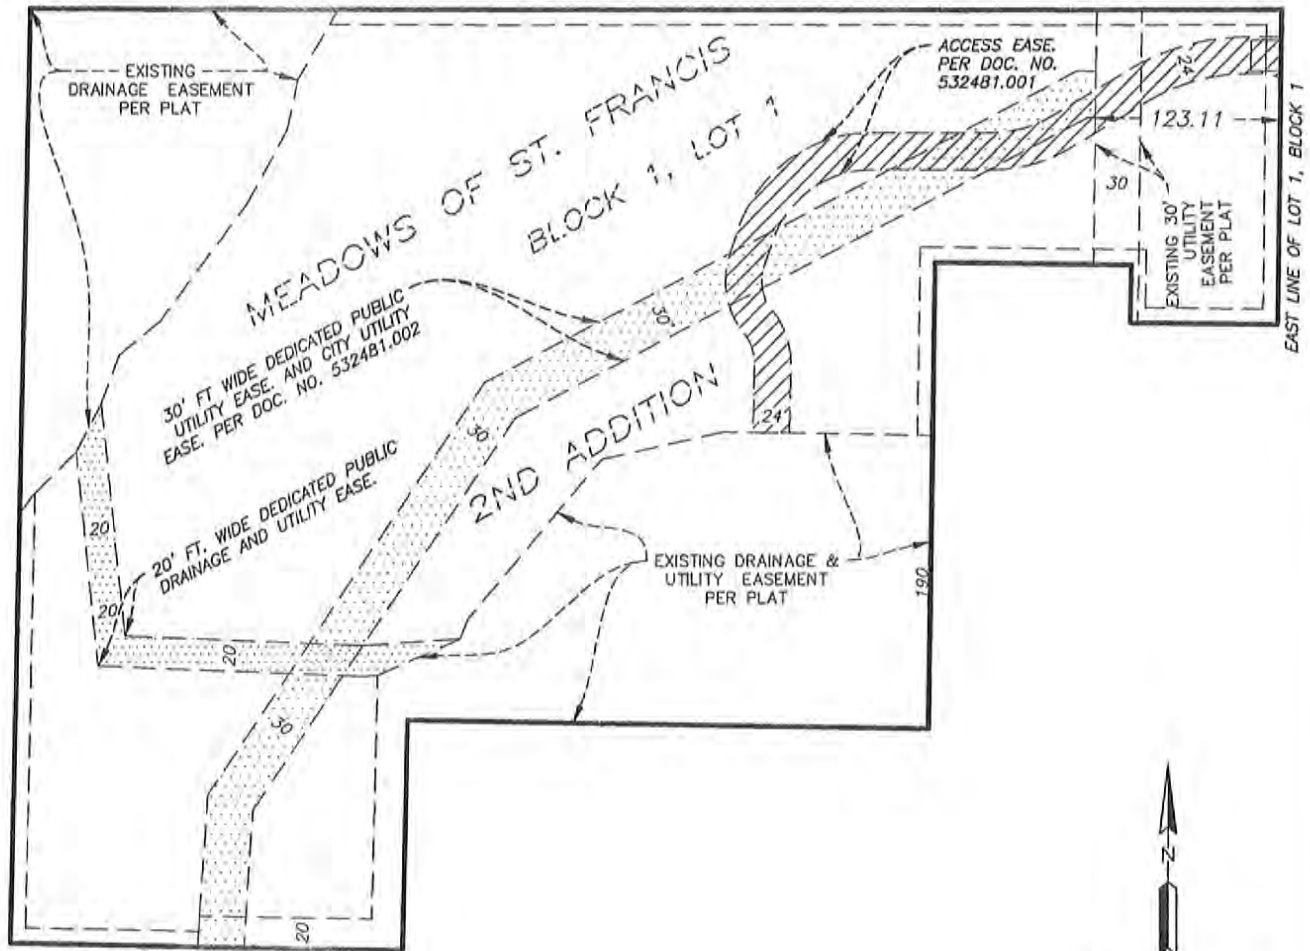 EXISTING
DRAINAGE EASEMENT
PER PLAT
ACCESS EASE.
PER DOC. NO.
532481.001
24
123.11
30
EXISTING 30'
UTILITY
EASEMENT
PER PLAT
EAST LINE OF LOT 1, BLOCK 1
MEADOWS OF ST. FRANCIS
BLOCK 1, LOT 1
2ND ADDITION
30' FT WIDE DEDICATED PUBLIC
UTILITY EASE. AND CITY UTILITY
EASE. PER DOC. NO. 532481.002
30'
30
24
20' FT. WIDE DEDICATED PUBLIC
DRAINAGE AND UTILITY EASE.
20
20
20
EXISTING DRAINAGE &
UTILITY EASEMENT
PER PLAT
190
30
20
N